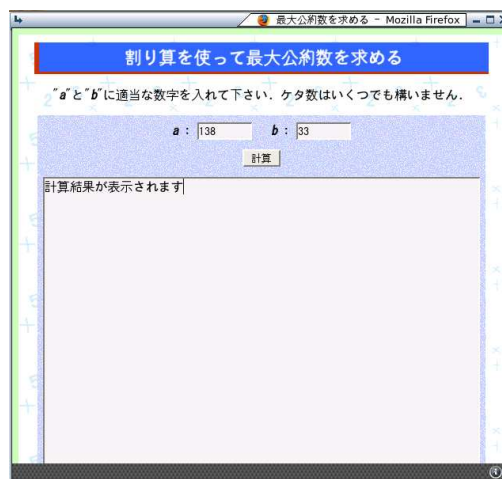 最大公約数を求める - Mozilla Firefox
割り算を使って最大公約数を求める
"a"と"b"に適当な数字を入れて下さい．ケタ数はいくつでも構いません．
a : 138 b : 33
計算
計算結果が表示されます